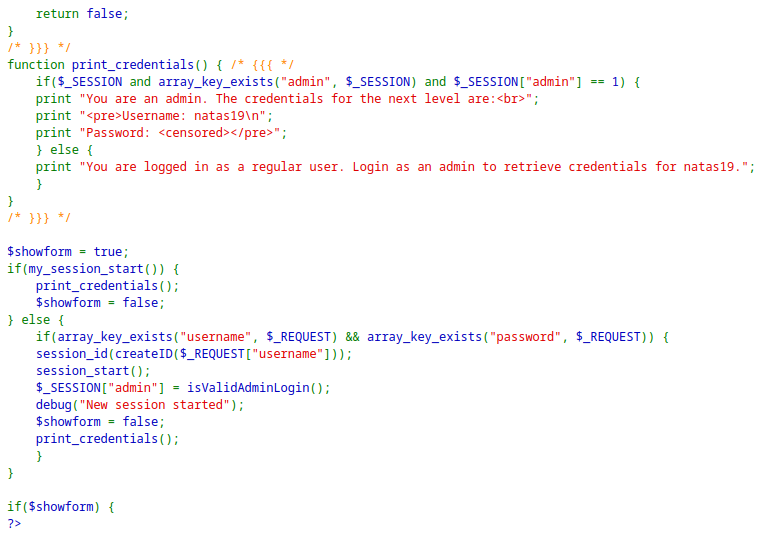 return false;
}
/* }}} */
function print_credentials() { /* {{{ */
    if($_SESSION and array_key_exists("admin", $_SESSION) and $_SESSION["admin"] == 1) {
    print "You are an admin. The credentials for the next level are:<br>";
    print "<pre>Username: natas19\n";
    print "Password: <censored></pre>";
    } else {
    print "You are logged in as a regular user. Login as an admin to retrieve credentials for natas19.";
    }
}
/* }}} */

$showform = true;
if(my_session_start()) {
    print_credentials();
    $showform = false;
} else {
    if(array_key_exists("username", $_REQUEST) && array_key_exists("password", $_REQUEST)) {
    session_id(createID($_REQUEST["username"]));
    session_start();
    $_SESSION["admin"] = isValidAdminLogin();
    debug("New session started");
    $showform = false;
    print_credentials();
    }
}

if($showform) {
?>